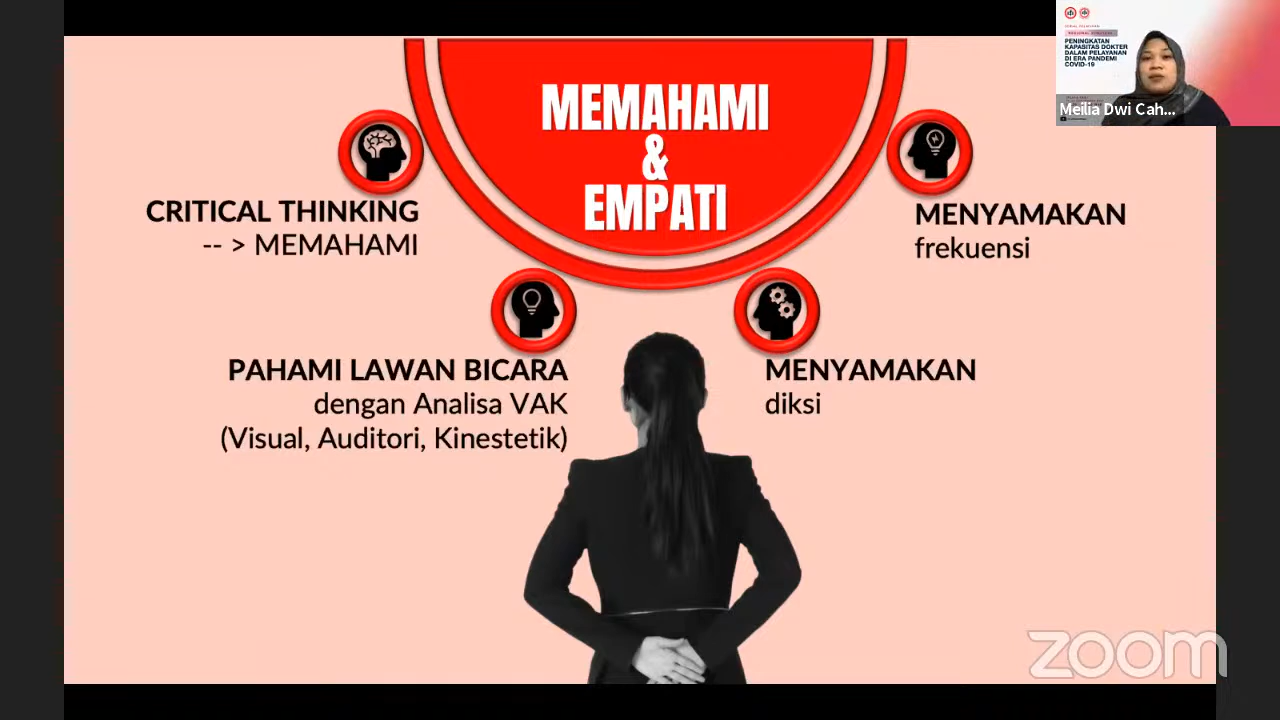 MEMAHAMI
&
EMPATI
CRITICAL THINKING
-- > MEMAHAMI
PAHAMI LAWAN BICARA
dengan Analisa VAK
(Visual, Auditori, Kinestetik)
MENYAMAKAN
diksi
MENYAMAKAN
frekuensi
PENINGKATAN
KAPASITAS DOKTER
DALAM PELAYANAN
DI ERA PANDEMI
COVID-19
Meilia Dwi Cah...
zoom